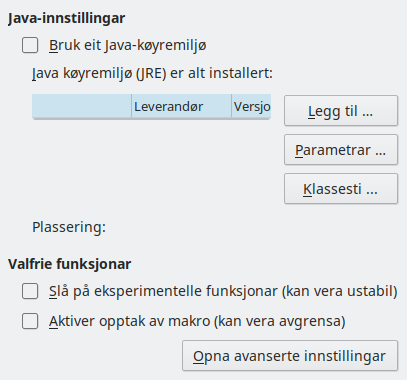 Java-innstillingar
Bruk eit Java-køyremiljø
Java køyremiljø (JRE) er alt installert:
Leverandør Versjo
Legg til ...
Parametrar ...
Klassesti ...
Plassering:
Valfrie funksjonar
Slå på eksperimentelle funksjonar (kan vera ustabil)
Aktiver opptak av makro (kan vera avgrensa)
Opna avanserte innstillingar